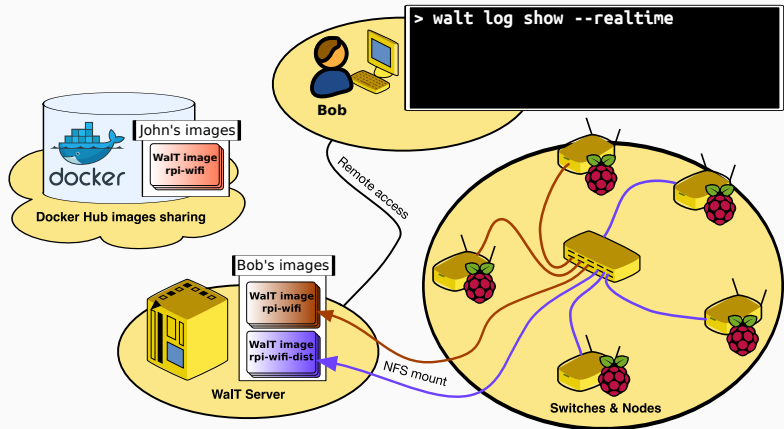 > walt log show --realtime
Bob
John's images
WalT image
rpi-wifi
docker
Docker Hub images sharing
Remote access
Bob's images
WalT image
rpi-wifi
WalT image
rpi-wifi-dist
WalT Server
NFS mount
Switches & Nodes